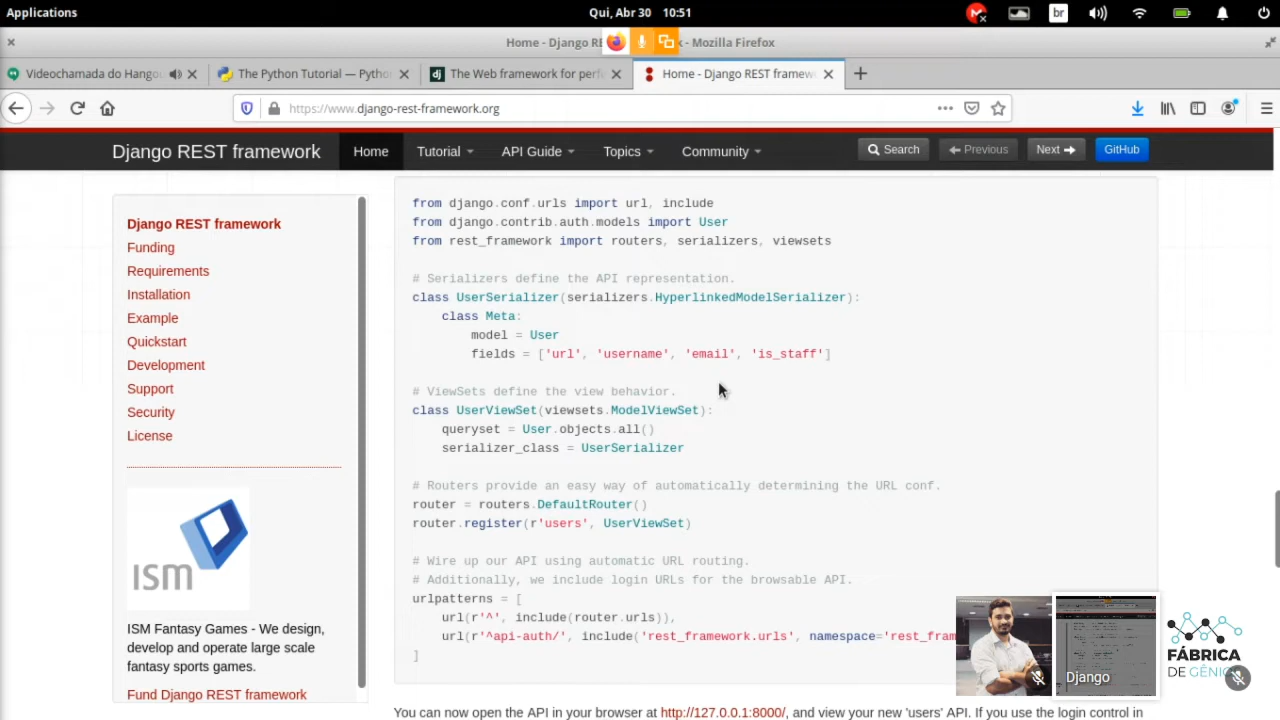 Applications
Qui, Abr 30 10:51
br
Home - Django RE k - Mozilla Firefox
Videochamada do Hangou
The Python Tutorial — Pytho
The Web framework for perfe
Home - Django REST framew
https://www.django-rest-framework.org
Django REST framework
Home
Tutorial
API Guide
Topics
Community
Search
Previous
Next
GitHub
Django REST framework
Funding
Requirements
Installation
Example
Quickstart
Development
Support
Security
License
ISM
ISM Fantasy Games - We design,
develop and operate large scale
fantasy sports games.
Fund Django REST framework
from django.conf.urls import url, include
from django.contrib.auth.models import User
from rest_framework import routers, serializers, viewsets
# Serializers define the API representation.
class UserSerializer(serializers.HyperlinkedModelSerializer):
class Meta:
model = User
fields = ['url', 'username', 'email', 'is_staff']
# ViewSets define the view behavior.
class UserViewSet(viewsets.ModelViewSet):
queryset = User.objects.all()
serializer_class = UserSerializer
# Routers provide an easy way of automatically determining the URL conf.
router = routers.DefaultRouter()
router.register(r'users', UserViewSet)
# Wire up our API using automatic URL routing.
# Additionally, we include login URLs for the browsable API.
urlpatterns = [
url(r'^', include(router.urls)),
url(r'^api-auth/', include('rest_framework.urls', namespace='rest_fram
]
You can now open the API in your browser at http://127.0.0.1:8000/, and view your new 'users' API. If you use the login control in
Django
FÁBRICA
DE GÊNI